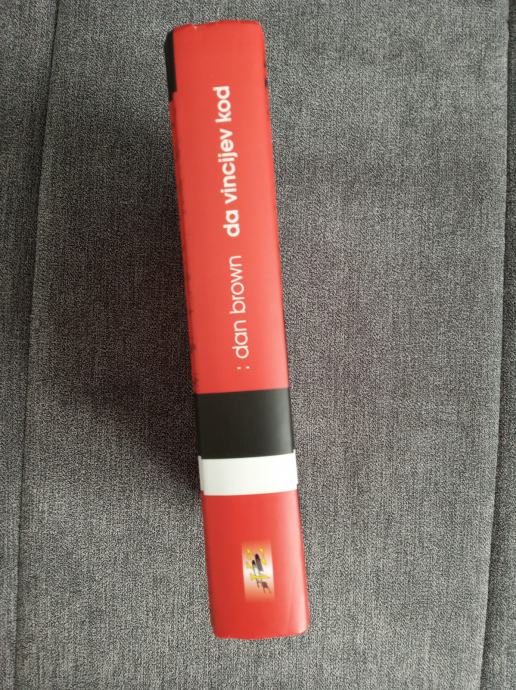 : dan brown da vincijev kod